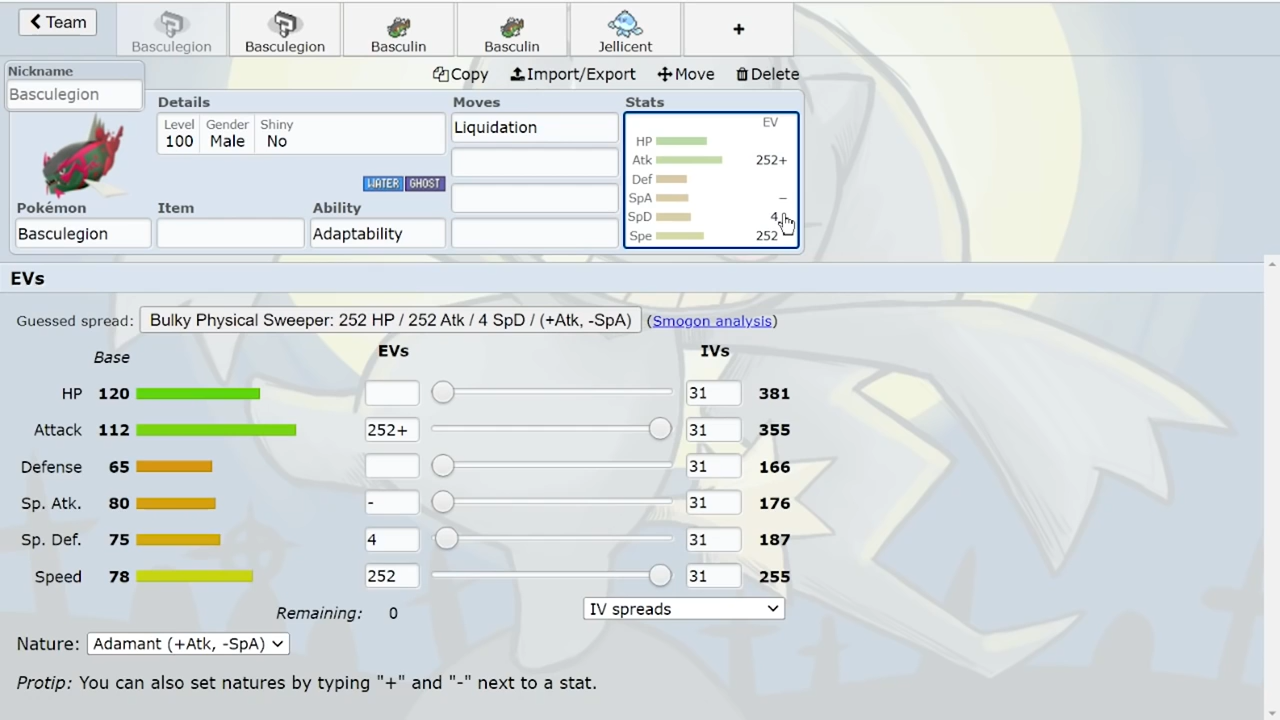 Team
Basculegion
Basculegion
Basculin
Basculin
Jellicent
+
Copy Import/Export Move Delete
Nickname
Basculegion
Details
Level Gender Shiny
100 Male No
WATER GHOST
Pokémon
Basculegion
Item
Ability
Adaptability
Moves
Liquidation
Stats
EV
HP
Atk 252+
Def
SpA –
SpD 4
Spe 252
EVs
Guessed spread: Bulky Physical Sweeper: 252 HP / 252 Atk / 4 SpD / (+Atk, -SpA) (Smogon analysis)
Base EVs IVs
HP 120 31 381
Attack 112 252+ 31 355
Defense 65 31 166
Sp. Atk. 80 - 31 176
Sp. Def. 75 4 31 187
Speed 78 252 31 255
Remaining: 0 IV spreads
Nature: Adamant (+Atk, -SpA)
Protip: You can also set natures by typing "+" and "-" next to a stat.